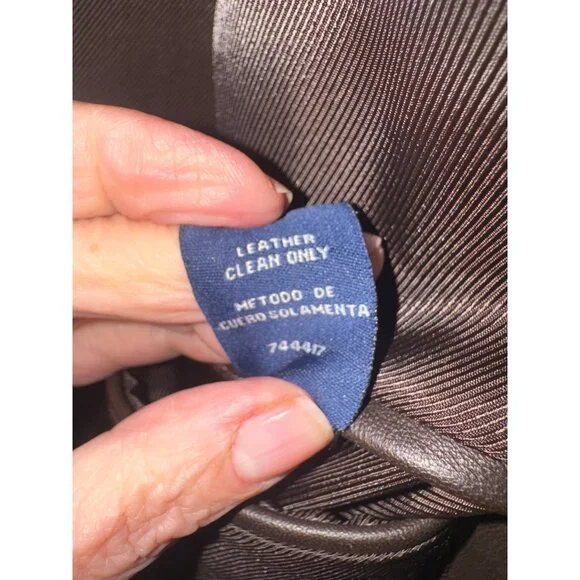 LEATHER
CLEAN ONLY
METODO DE
CUERO SOLAMENTA
744417